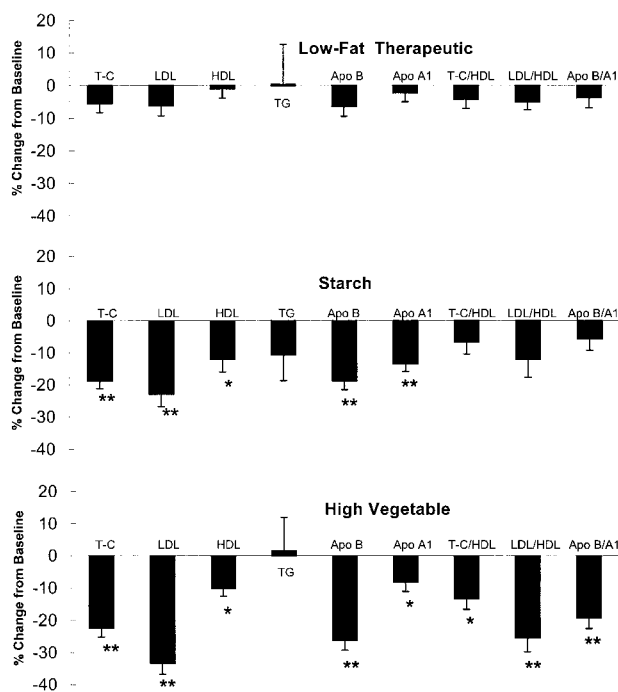 20
Low-Fat Therapeutic
10
T-C LDL HDL Apo B Apo A1 T-C/HDL LDL/HDL Apo B/A1
0
TG
-10
-20
-30
-40
% Change from Baseline
20
Starch
10
T-C LDL HDL TG Apo B Apo A1 T-C/HDL LDL/HDL Apo B/A1
0
-10
-20
* **
** ** **
-30
-40
% Change from Baseline
20
High Vegetable
10
T-C LDL HDL Apo B Apo A1 T-C/HDL LDL/HDL Apo B/A1
0
TG
-10
* * *
-20
** ** ** **
-30
-40
**
% Change from Baseline